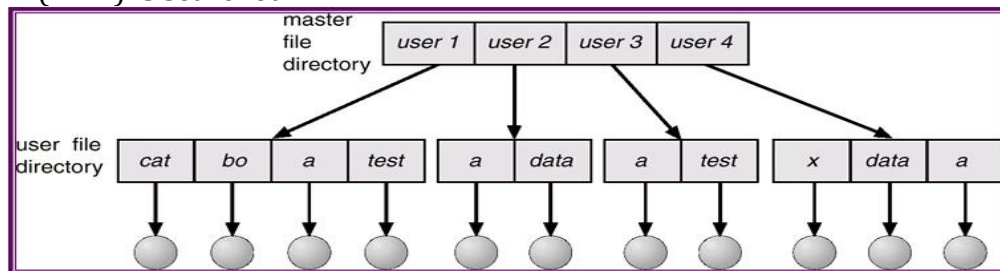 master
file
directory
user 1 user 2 user 3 user 4
user file
directory
cat bo a test a data a test x data a